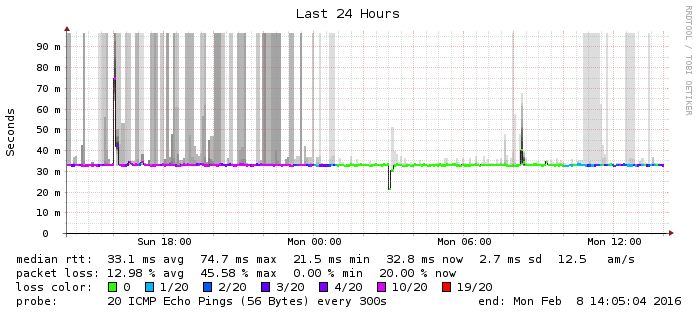 Last 24 Hours
RRDTOOL / TOBI OETIKER
Seconds
90 m
80 m
70 m
60 m
50 m
40 m
30 m
20 m
10 m
0
Sun 18:00 Mon 00:00 Mon 06:00 Mon 12:00
median rtt: 33.1 ms avg 74.7 ms max 21.5 ms min 32.8 ms now 2.7 ms sd 12.5 am/s
packet loss: 12.98 % avg 45.58 % max 0.00 % min 20.00 % now
loss color: 0 1/20 2/20 3/20 4/20 10/20 19/20
probe: 20 ICMP Echo Pings (56 Bytes) every 300s end: Mon Feb 8 14:05:04 2016